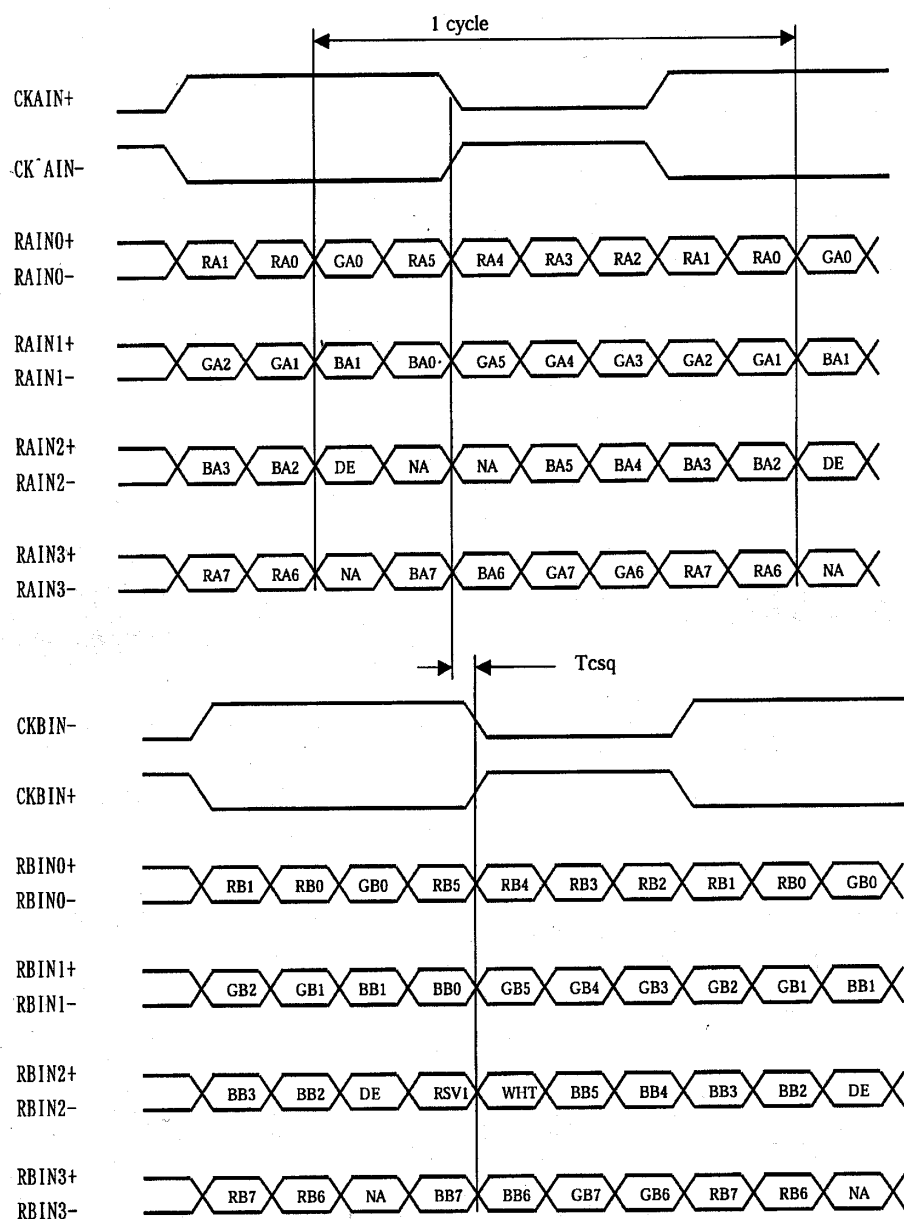 1 cycle
CKAIN+
CK¯AIN-
RAIN0+
RA1 RA0 GA0 RA5 RA4 RA3 RA2 RA1 RA0 GA0
RAIN0-
RAIN1+
GA2 GA1 BA1 BA0 GA5 GA4 GA3 GA2 GA1 BA1
RAIN1-
RAIN2+
BA3 BA2 DE NA NA BA5 BA4 BA3 BA2 DE
RAIN2-
RAIN3+
RA7 RA6 NA BA7 BA6 GA7 GA6 RA7 RA6 NA
RAIN3-
Tcsq
CKBIN-
CKBIN+
RBIN0+
RB1 RB0 GB0 RB5 RB4 RB3 RB2 RB1 RB0 GB0
RBIN0-
RBIN1+
GB2 GB1 BB1 BB0 GB5 GB4 GB3 GB2 GB1 BB1
RBIN1-
RBIN2+
BB3 BB2 DE RSV1 WHT BB5 BB4 BB3 BB2 DE
RBIN2-
RBIN3+
RB7 RB6 NA BB7 BB6 GB7 GB6 RB7 RB6 NA
RBIN3-